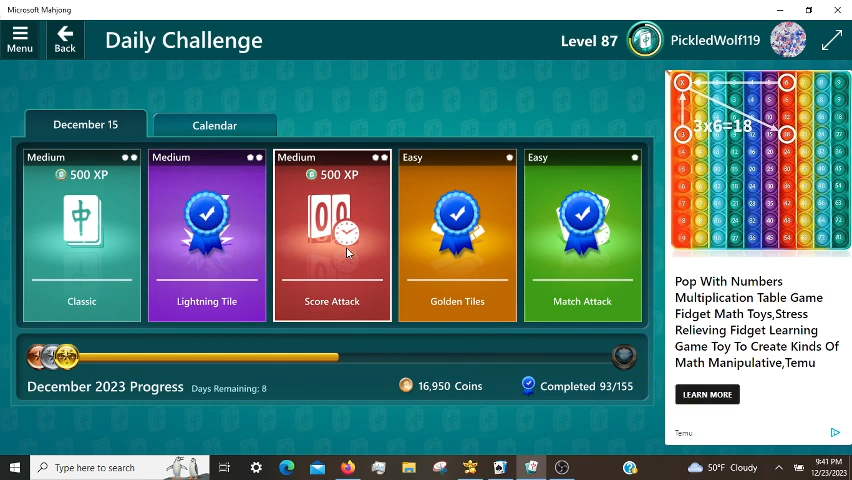 Microsoft Mahjong
Menu
Back
Daily Challenge
Level 87
PickledWolf119
December 15
Calendar
Medium
500 XP
中
Classic
Medium
Lightning Tile
Medium
500 XP
00
Score Attack
Easy
Golden Tiles
Easy
Match Attack
December 2023 Progress
Days Remaining: 8
16,950 Coins
Completed 93/155
3x6=18
Pop With Numbers
Multiplication Table Game
Fidget Math Toys,Stress
Relieving Fidget Learning
Game Toy To Create Kinds Of
Math Manipulative,Temu
LEARN MORE
Temu
Type here to search
50°F Cloudy
9:41 PM
12/23/2023